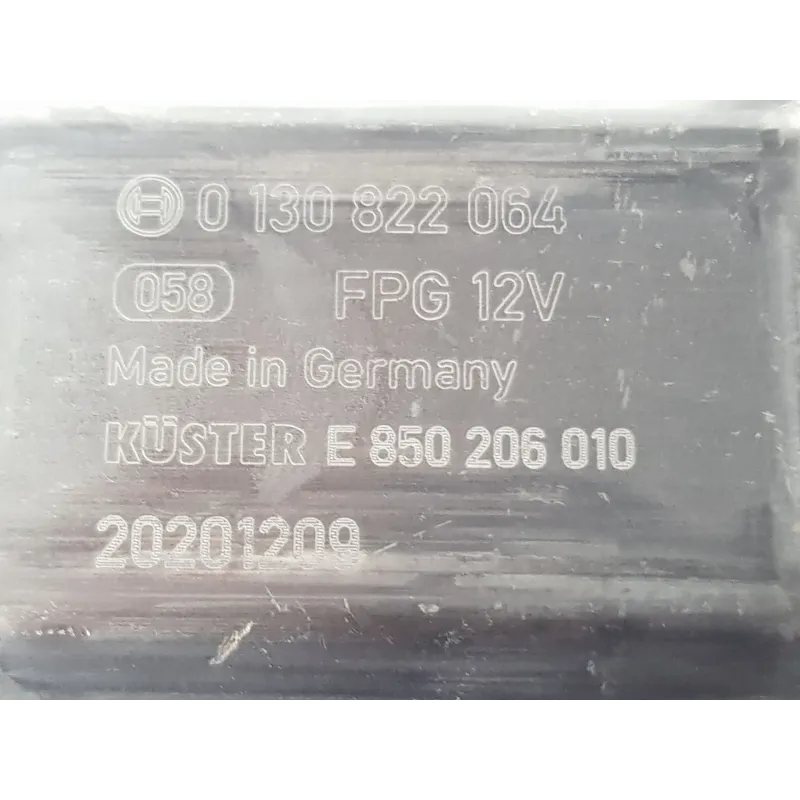 0 130 822 064
058 FPG 12V
Made in Germany
KÜSTER E 850 206 010
20201209